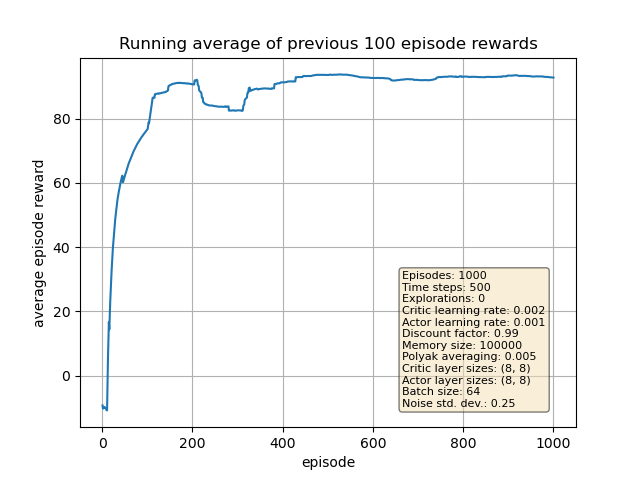 Running average of previous 100 episode rewards
average episode reward
80
60
40
20
0
Episodes: 1000
Time steps: 500
Explorations: 0
Critic learning rate: 0.002
Actor learning rate: 0.001
Discount factor: 0.99
Memory size: 100000
Polyak averaging: 0.005
Critic layer sizes: (8, 8)
Actor layer sizes: (8, 8)
Batch size: 64
Noise std. dev.: 0.25
0 200 400 600 800 1000
episode